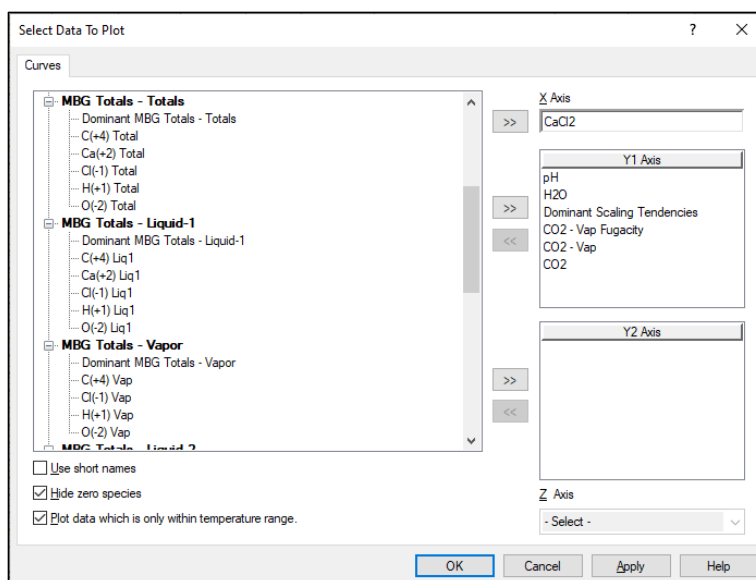 Select Data To Plot
?
Curves
MBG Totals - Totals
Dominant MBG Totals - Totals
C(+4) Total
Ca(+2) Total
Cl(-1) Total
H(+1) Total
O(-2) Total
MBG Totals - Liquid-1
Dominant MBG Totals - Liquid-1
C(+4) Liq1
Ca(+2) Liq1
Cl(-1) Liq1
H(+1) Liq1
O(-2) Liq1
MBG Totals - Vapor
Dominant MBG Totals - Vapor
C(+4) Vap
Cl(-1) Vap
H(+1) Vap
O(-2) Vap
MBG Totals - Liquid-2
Use short names
Hide zero species
Plot data which is only within temperature range.
>>
X Axis
CaCl2
>>
<<
Y1 Axis
pH
H2O
Dominant Scaling Tendencies
CO2 - Vap Fugacity
CO2 - Vap
CO2
>>
<<
Y2 Axis
Z Axis
- Select -
OK
Cancel
Apply
Help